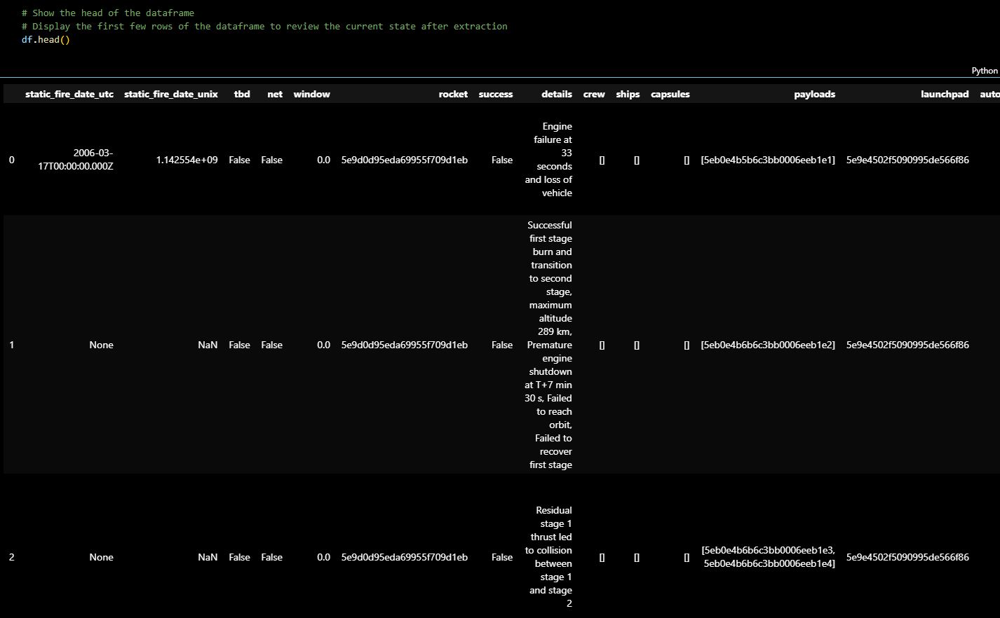 # Show the head of the dataframe
# Display the first few rows of the dataframe to review the current state after extraction
df.head()
Python
static_fire_date_utc static_fire_date_unix tbd net window rocket success details crew ships capsules payloads launchpad auto
0 2006-03-
17T00:00:00.000Z 1.142554e+09 False False 0.0 5e9d0d95eda69955f709d1eb False Engine
failure at
33
seconds
and loss of
vehicle [] [] [] [5eb0e4b5b6c3bb0006eeb1e1] 5e9e4502f5090995de566f86
1 None NaN False False 0.0 5e9d0d95eda69955f709d1eb False Successful
first stage
burn and
transition
to second
stage,
maximum
altitude
289 km,
Premature
engine
shutdown
at T+7 min
30 s, Failed
to reach
orbit,
Failed to
recover
first stage [] [] [] [5eb0e4b6b6c3bb0006eeb1e2] 5e9e4502f5090995de566f86
2 None NaN False False 0.0 5e9d0d95eda69955f709d1eb False Residual
stage 1
thrust led
to collision
between
stage 1
and stage
2 [] [] [] [5eb0e4b6b6c3bb0006eeb1e3,
5eb0e4b6b6c3bb0006eeb1e4] 5e9e4502f5090995de566f86